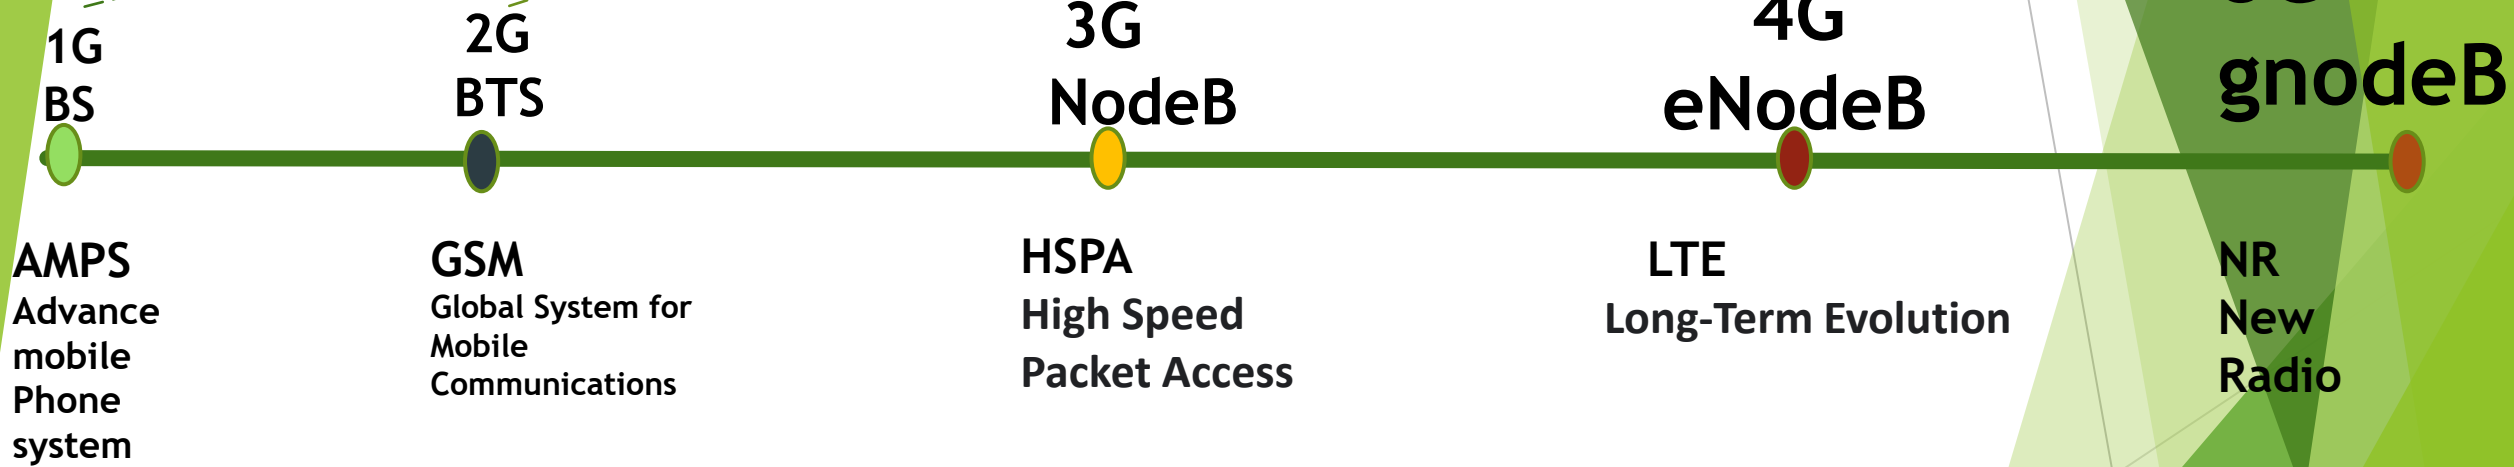 1G
BS
2G
BTS
3G
NodeB
4G
eNodeB
gnodeB
AMPS
Advance
mobile
Phone
system
GSM
Global System for
Mobile
Communications
HSPA
High Speed
Packet Access
LTE
Long-Term Evolution
NR
New
Radio